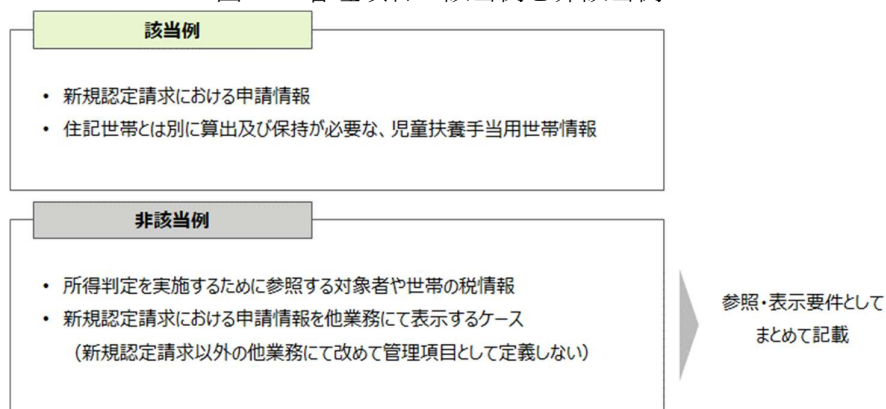 該当例
• 新規認定請求における申請情報
• 住記世帯とは別に算出及び保持が必要な、児童扶養手当用世帯情報
非該当例
• 所得判定を実施するために参照する対象者や世帯の税情報
• 新規認定請求における申請情報を他業務にて表示するケース
（新規認定請求以外の他業務にて改めて管理項目として定義しない）
参照・表示要件として
まとめて記載